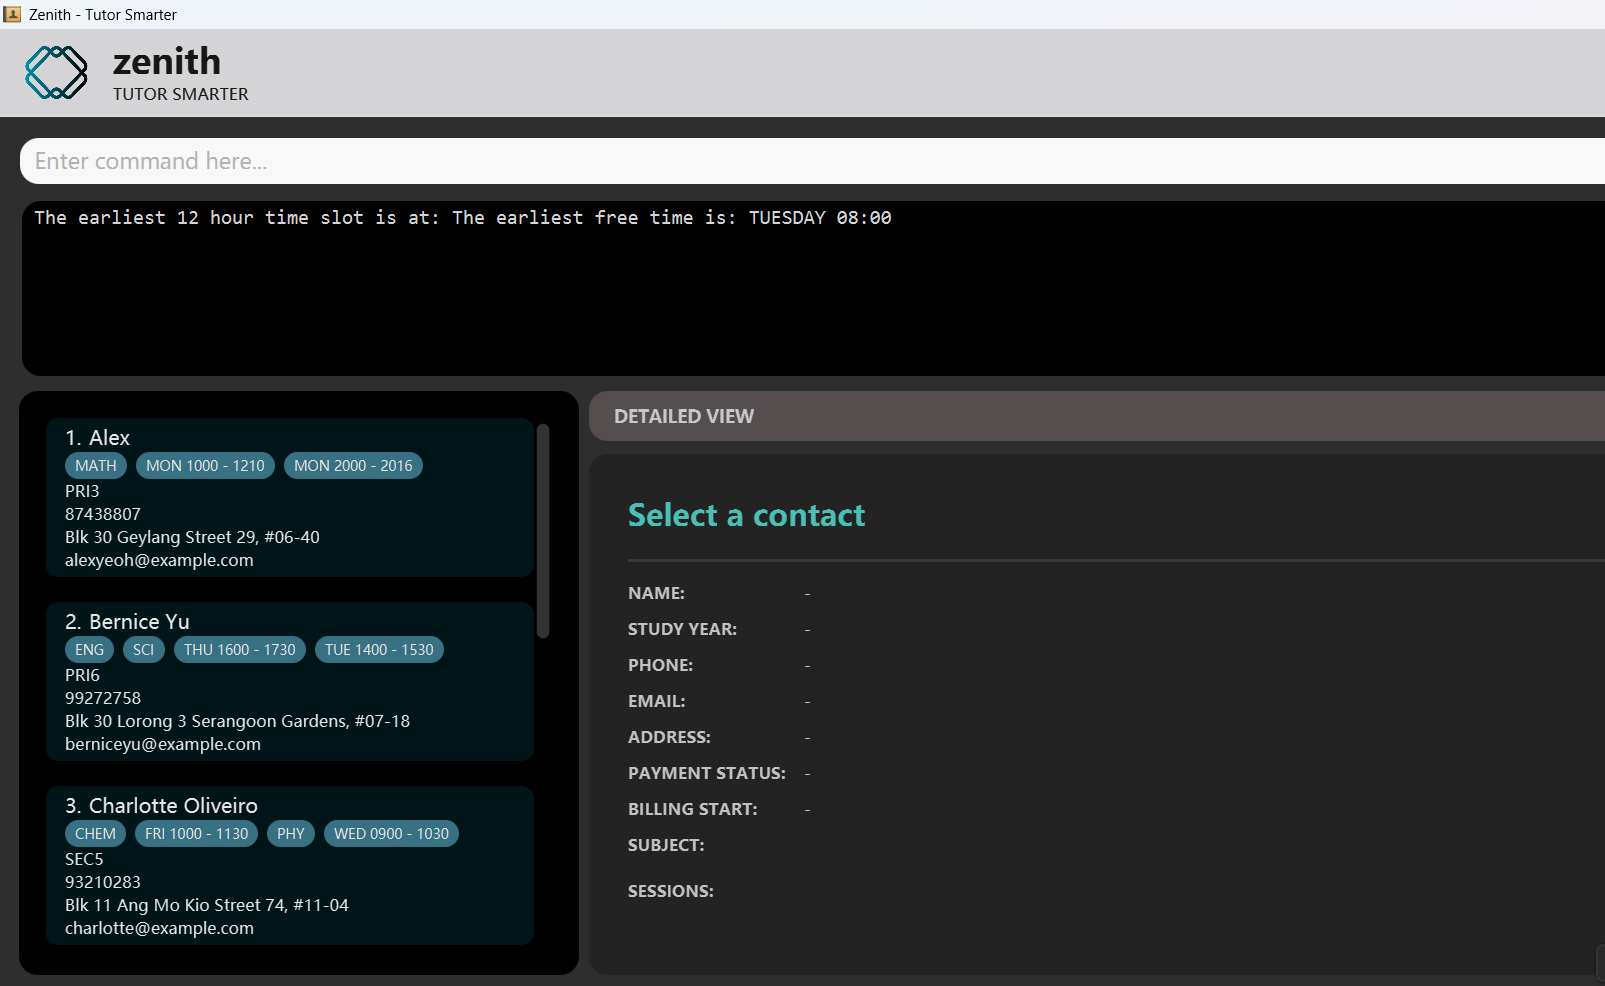 Zenith - Tutor Smarter
zenith
TUTOR SMARTER
Enter command here...
The earliest 12 hour time slot is at: The earliest free time is: TUESDAY 08:00
1. Alex
MATH MON 1000 - 1210 MON 2000 - 2016
PRI3
87438807
Blk 30 Geylang Street 29, #06-40
alexyeoh@example.com
2. Bernice Yu
ENG SCI THU 1600 - 1730 TUE 1400 - 1530
PRI6
99272758
Blk 30 Lorong 3 Serangoon Gardens, #07-18
berniceyu@example.com
3. Charlotte Oliveiro
CHEM FRI 1000 - 1130 PHY WED 0900 - 1030
SEC5
93210283
Blk 11 Ang Mo Kio Street 74, #11-04
charlotte@example.com
DETAILED VIEW
Select a contact
NAME: -
STUDY YEAR: -
PHONE: -
EMAIL: -
ADDRESS: -
PAYMENT STATUS: -
BILLING START: -
SUBJECT:
SESSIONS: